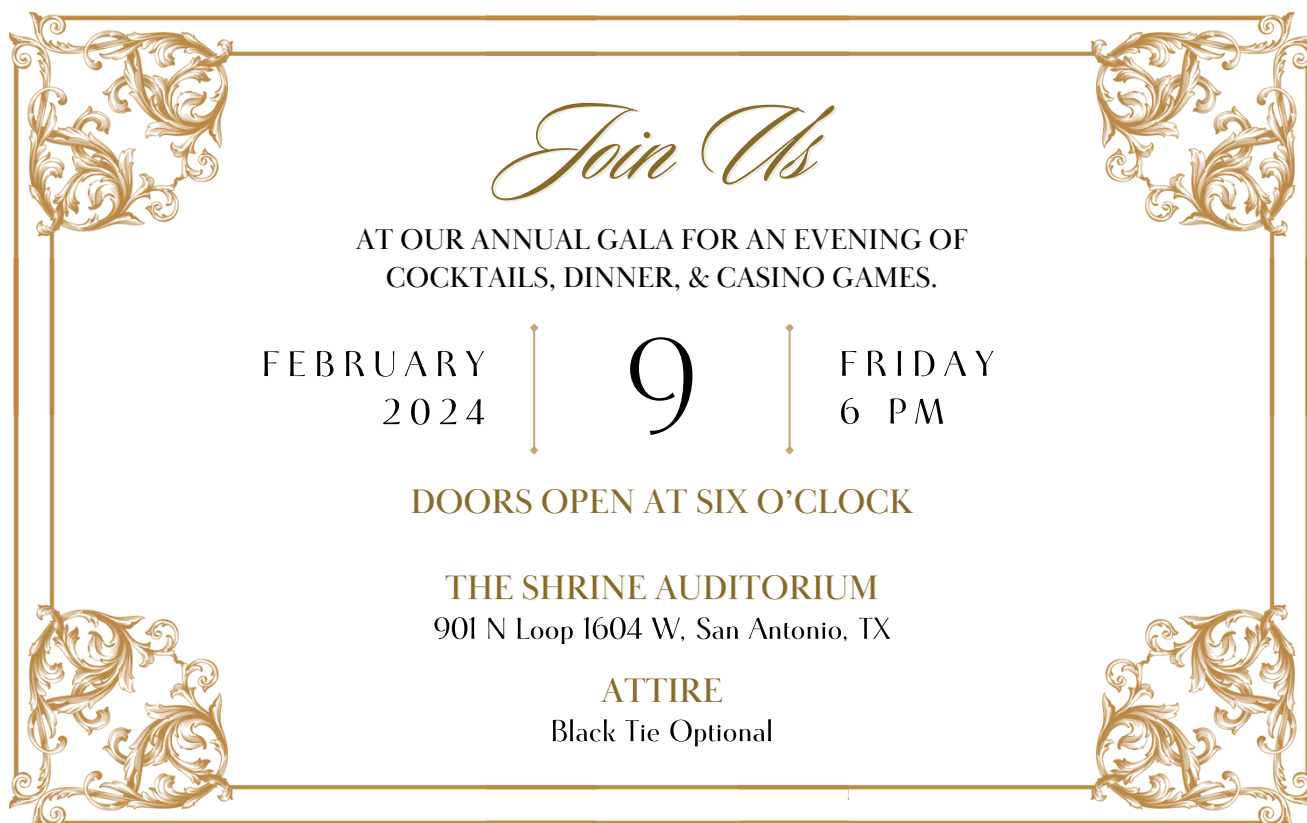 Join Us
AT OUR ANNUAL GALA FOR AN EVENING OF
COCKTAILS, DINNER, & CASINO GAMES.
FEBRUARY
2024
9
FRIDAY
6 PM
DOORS OPEN AT SIX O’CLOCK
THE SHRINE AUDITORIUM
901 N Loop 1604 W, San Antonio, TX
ATTIRE
Black Tie Optional